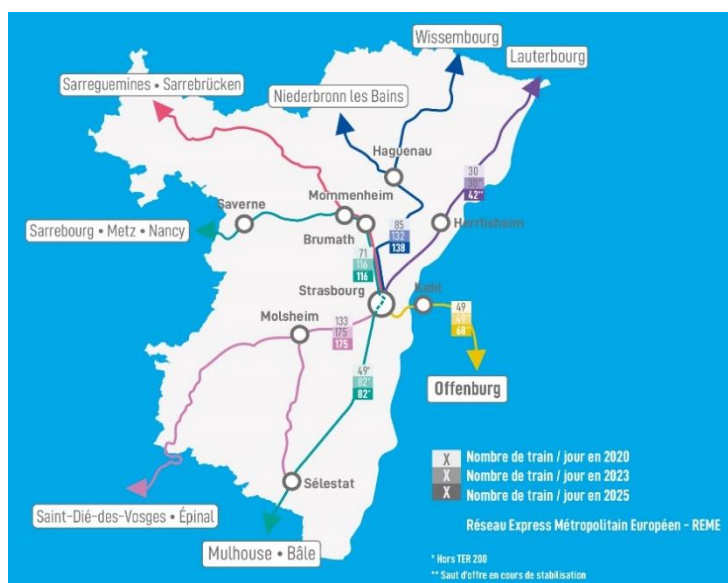 Wissembourg
Lauterbourg
Sarreguemines • Sarrebrücken
Niederbronn les Bains
Haguenau
30
30
42**
Mommenheim
Saverne
Herrlisheim
85
132
138
Sarrebourg • Metz • Nancy
Brumath
71
116
116
Strasbourg
Kehl
49
68**
Molsheim
133
175
175
49*
82*
82*
Offenburg
X Nombre de train / jour en 2020
X Nombre de train / jour en 2023
X Nombre de train / jour en 2025
Sélestat
Saint-Dié-des-Vosges • Épinal
Réseau Express Métropolitain Européen - REME
Mulhouse • Bâle
* Hors TER 200
** Saut d'offre en cours de stabilisation